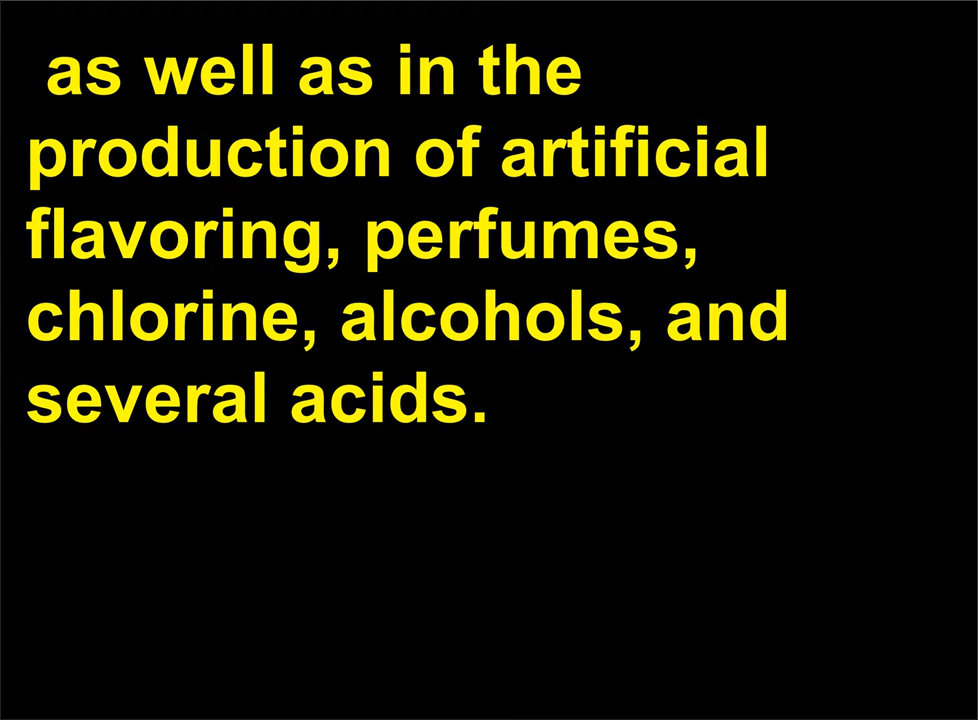 as well as in the
production of artificial
flavoring, perfumes,
chlorine, alcohols, and
several acids.